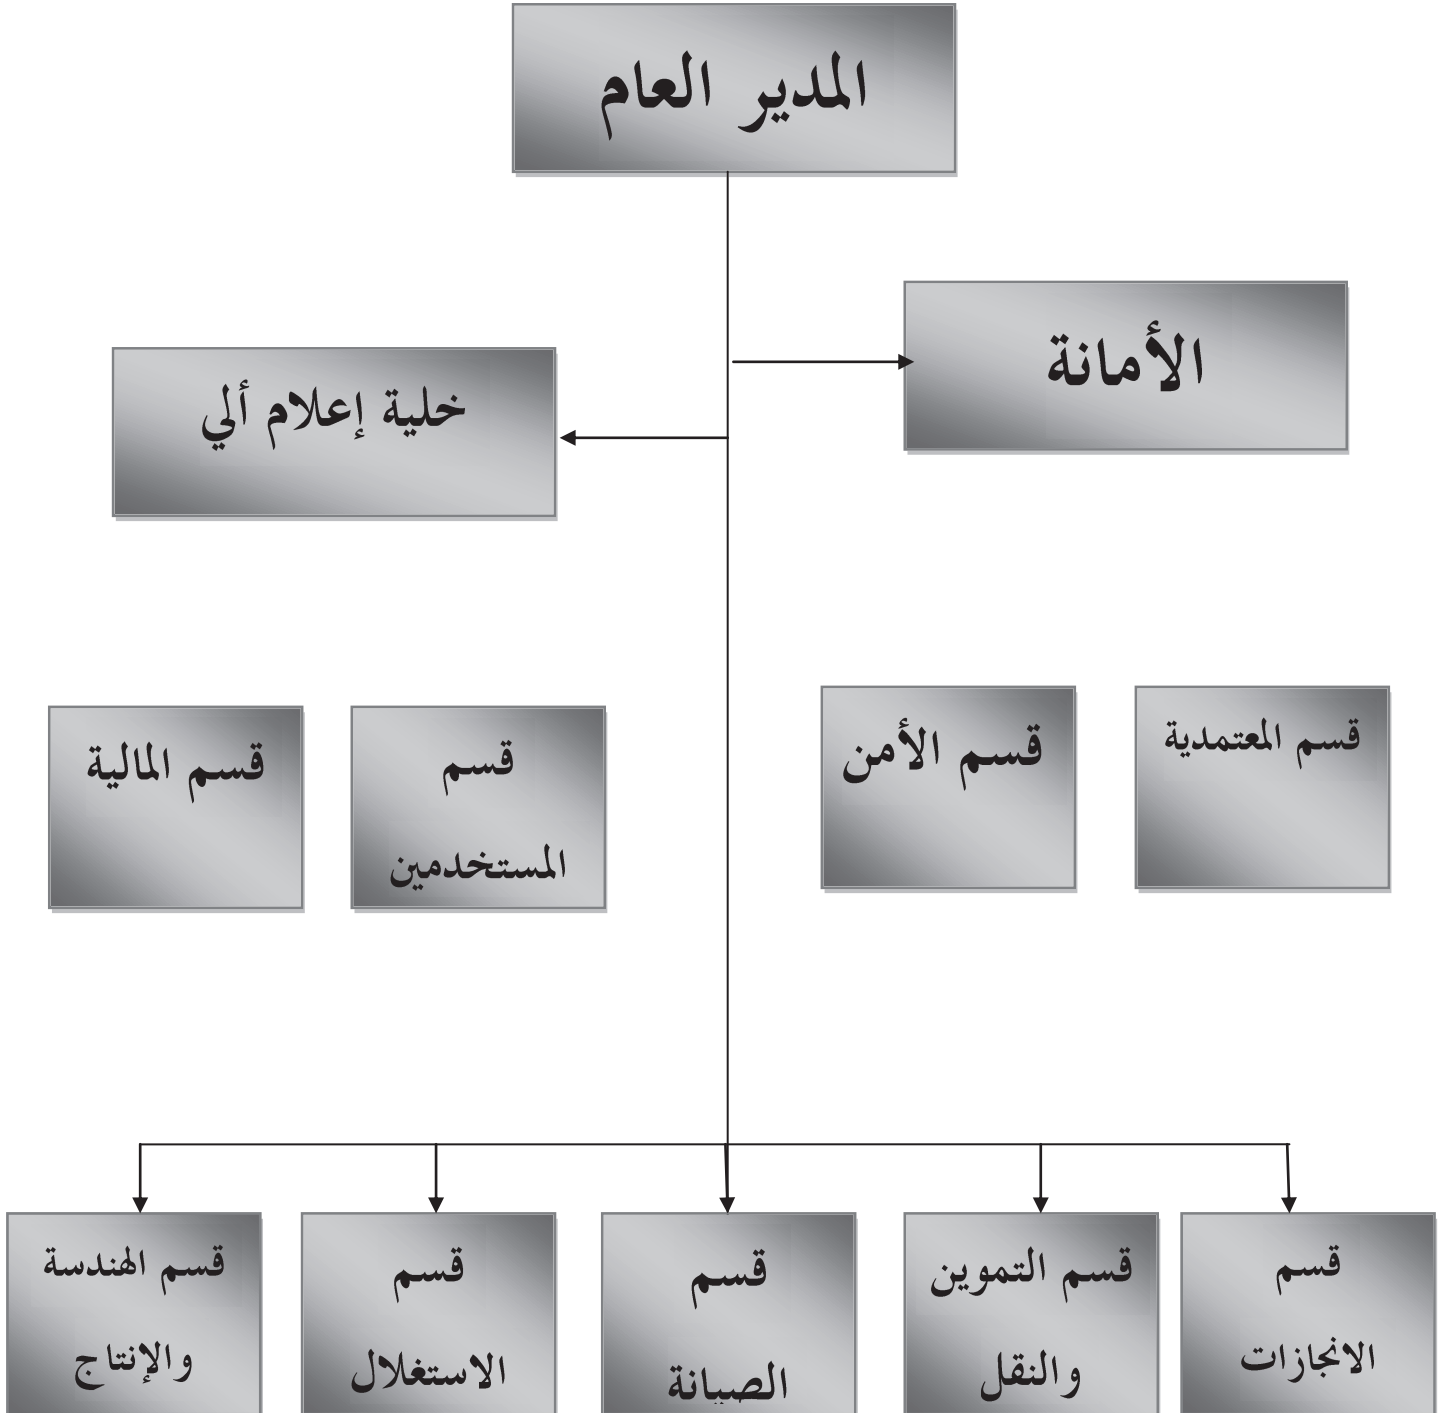 المدير العام
الأمانة
خلية إعلام ألي
قسم المعتمدية
قسم الأمن
قسم
المستخدمين
قسم المالية
قسم
الانجازات
قسم التموين
والنقل
قسم
الصيانة
قسم
الاستغلال
قسم الهندسة
والإنتاج